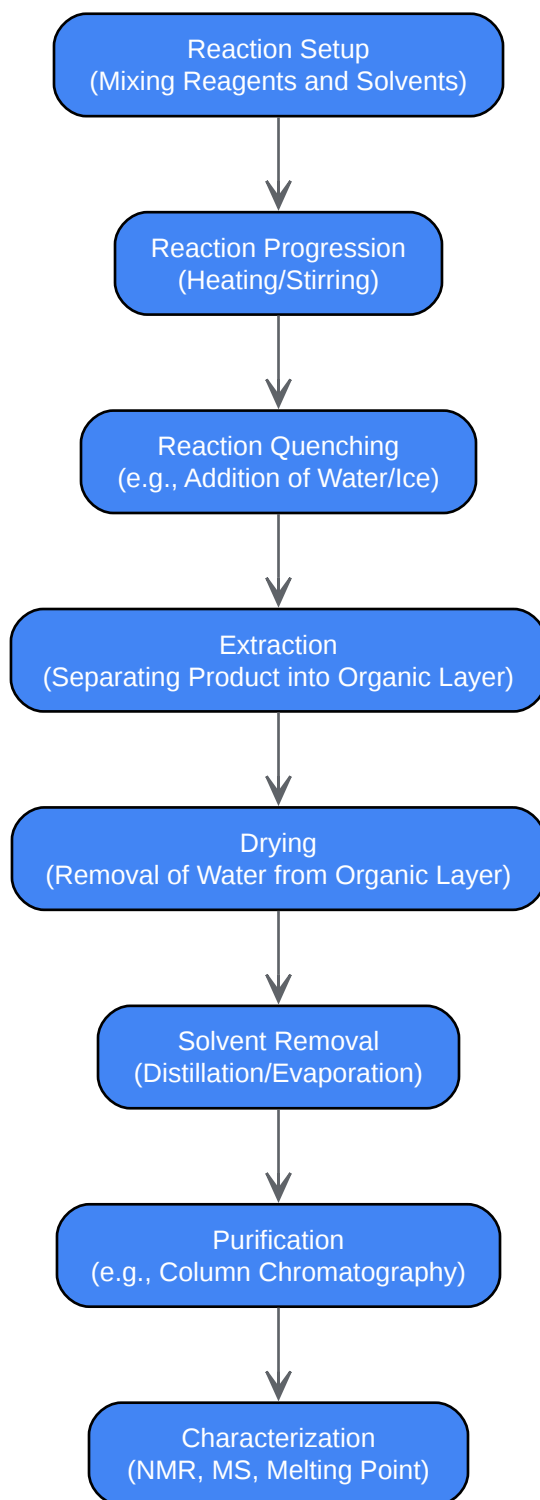 Reaction Setup
(Mixing Reagents and Solvents)
Reaction Progression
(Heating/Stirring)
Reaction Quenching
(e.g., Addition of Water/Ice)
Extraction
(Separating Product into Organic Layer)
Drying
(Removal of Water from Organic Layer)
Solvent Removal
(Distillation/Evaporation)
Purification
(e.g., Column Chromatography)
Characterization
(NMR, MS, Melting Point)